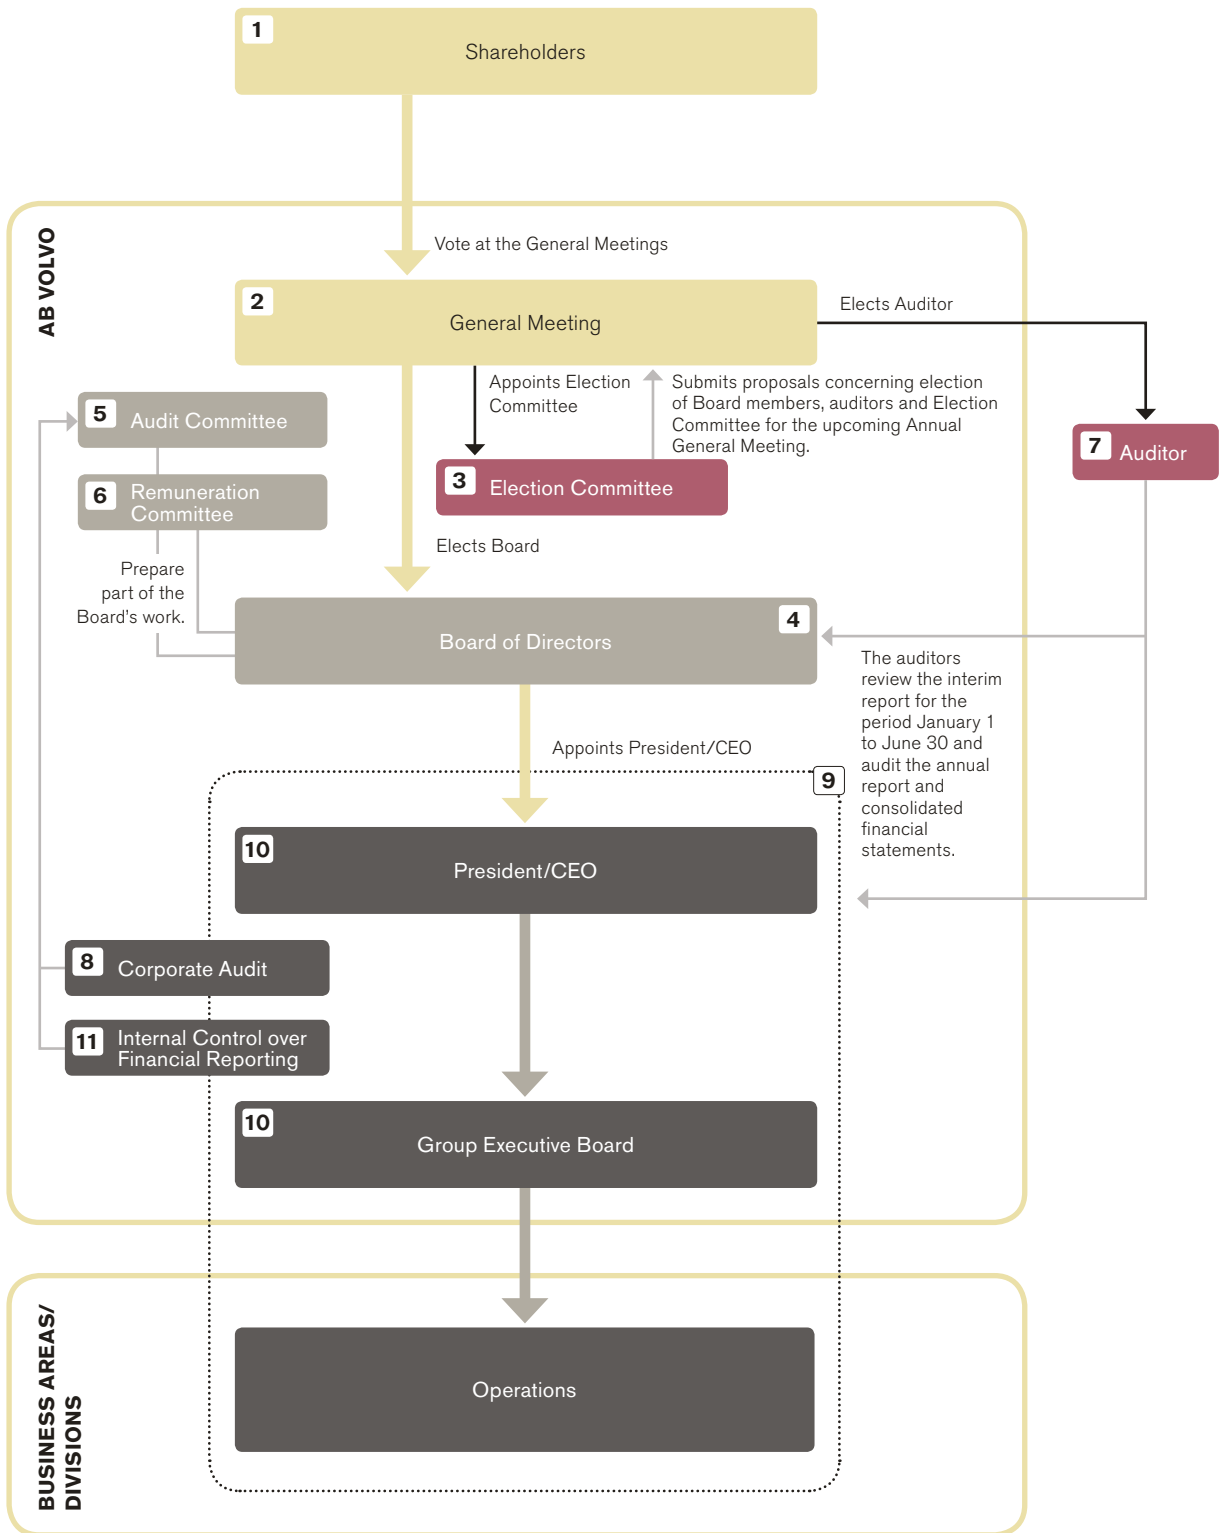 1
Shareholders
AB VOLVO
Vote at the General Meetings
2
General Meeting
Elects Auditor
Appoints Election
Committee
Submits proposals concerning election
of Board members, auditors and Election
Committee for the upcoming Annual
General Meeting.
5
Audit Committee
7
Auditor
3
Election Committee
6
Remuneration
Committee
Elects Board
Prepare
part of the
Board's work.
4
Board of Directors
The auditors
review the interim
report for the
period January 1
to June 30 and
audit the annual
report and
consolidated
financial
statements.
Appoints President/CEO
9
10
President/CEO
8
Corporate Audit
11
Internal Control over
Financial Reporting
10
Group Executive Board
BUSINESS AREAS/
DIVISIONS
Operations